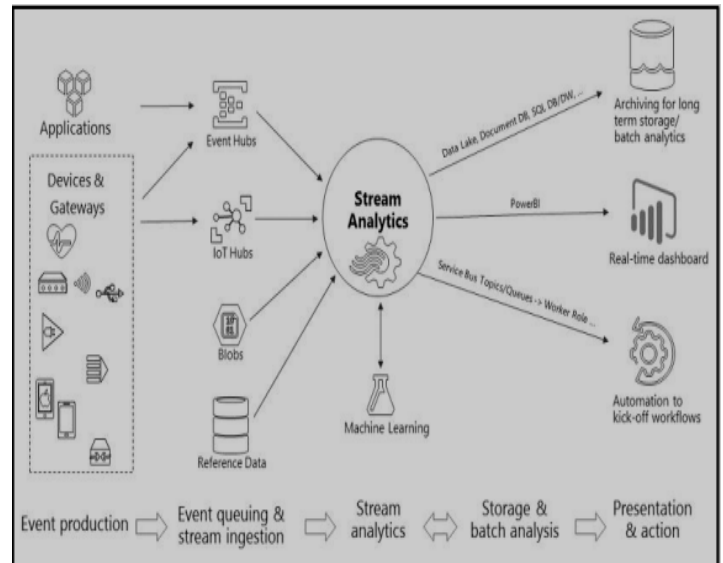 Applications
Devices &
Gateways
Event Hubs
IoT Hubs
Blobs
10
01
Reference Data
Stream
Analytics
Machine Learning
Data Lake, Document DB, SQL DB/DW, ...
PowerBI
Service Bus Topics/Queues -> Worker Role ...
Archiving for long
term storage/
batch analytics
Real-time dashboard
Automation to
kick-off workflows
Event production
Event queuing &
stream ingestion
Stream
analytics
Storage &
batch analysis
Presentation
& action